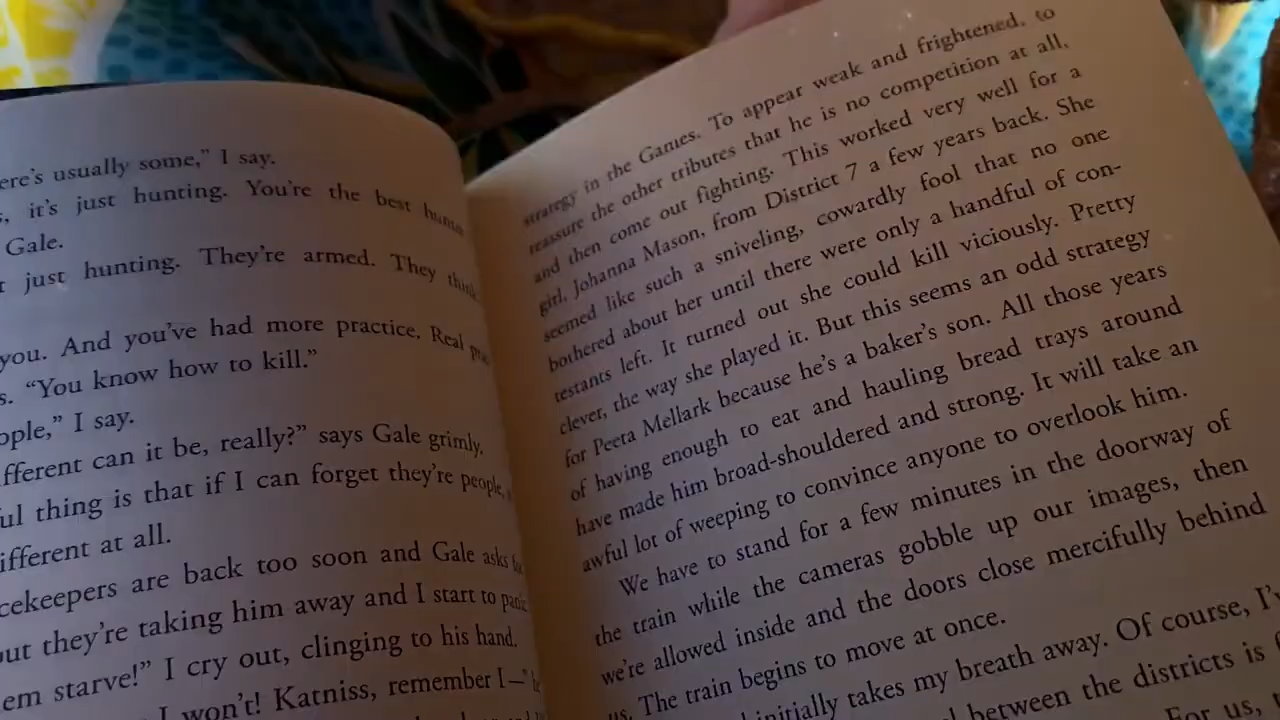 ere's usually some," I say.
, it's just hunting. You're the best hunter
Gale.
just hunting. They're armed. They think
you. And you've had more practice. Real
s. "You know how to kill."
ople," I say.
fferent can it be, really?" says Gale grimly.
ul thing is that if I can forget they're people,
ifferent at all.
cekeepers are back too soon and Gale asks
out they're taking him away and I start to panic
em starve!" I cry out, clinging to his hand.
I won't! Katniss, remember I—"
strategy in the Games. To appear weak and frightened, to
reassure the other tributes that he is no competition at all,
and then come out fighting. This worked very well for a
girl, Johanna Mason, from District 7 a few years back. She
seemed like such a sniveling, cowardly fool that no one
bothered about her until there were only a handful of con-
testants left. It turned out she could kill viciously. Pretty
clever, the way she played it. But this seems an odd strategy
for Peeta Mellark because he's a baker's son. All those years
of having enough to eat and hauling bread trays around
have made him broad-shouldered and strong. It will take an
awful lot of weeping to convince anyone to overlook him.
We have to stand for a few minutes in the doorway of
the train while the cameras gobble up our images, then
we're allowed inside and the doors close mercifully behind
us. The train begins to move at once.
initially takes my breath away. Of course, I'v
between the districts is f
For us,